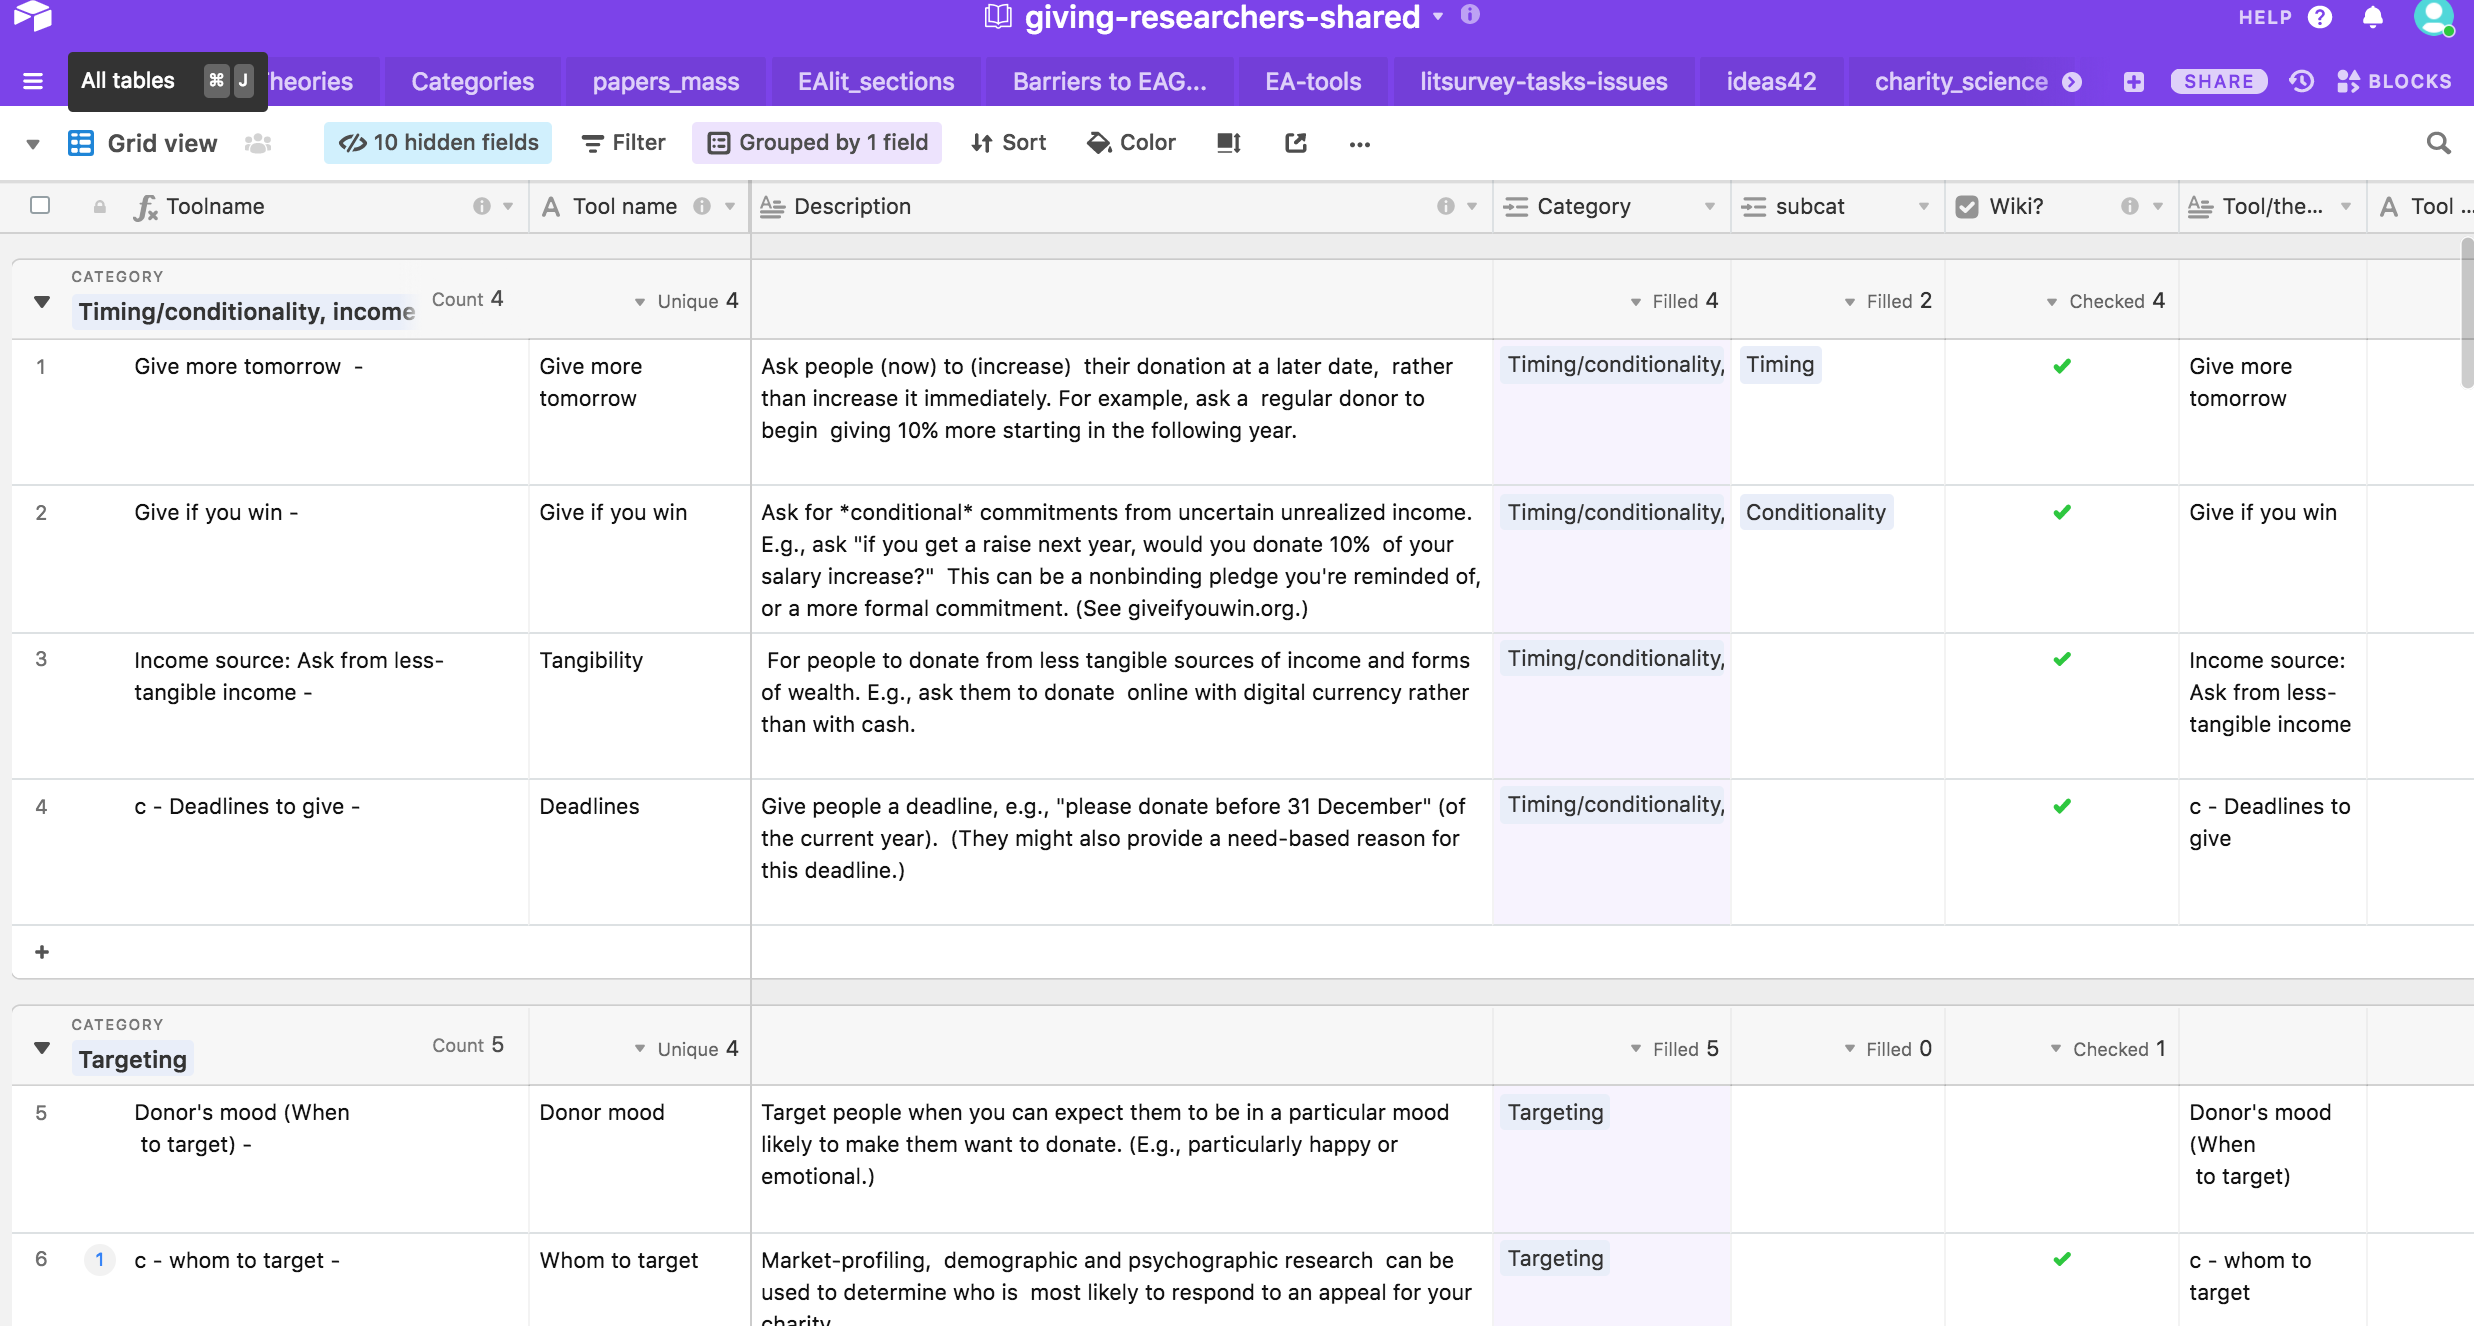 giving-researchers-shared
HELP
All tables ⌘ J
heories
Categories
papers_mass
EAlit_sections
Barriers to EAG...
EA-tools
litsurvey-tasks-issues
ideas42
charity_science
SHARE
BLOCKS
Grid view
10 hidden fields
Filter
Grouped by 1 field
Sort
Color
...
Toolname
Tool name
Description
Category
subcat
Wiki?
Tool/the...
Tool ...
CATEGORY
Timing/conditionality, income
Count 4
Unique 4
Filled 4
Filled 2
Checked 4
1
Give more tomorrow -
Give more
tomorrow
Ask people (now) to (increase) their donation at a later date, rather
than increase it immediately. For example, ask a regular donor to
begin giving 10% more starting in the following year.
Timing/conditionality,
Timing
Give more
tomorrow
2
Give if you win -
Give if you win
Ask for *conditional* commitments from uncertain unrealized income.
E.g., ask "if you get a raise next year, would you donate 10% of your
salary increase?" This can be a nonbinding pledge you're reminded of,
or a more formal commitment. (See giveifyouwin.org.)
Timing/conditionality,
Conditionality
Give if you win
3
Income source: Ask from less-
tangible income -
Tangibility
For people to donate from less tangible sources of income and forms
of wealth. E.g., ask them to donate online with digital currency rather
than with cash.
Timing/conditionality,
Income source:
Ask from less-
tangible income
4
c - Deadlines to give -
Deadlines
Give people a deadline, e.g., "please donate before 31 December" (of
the current year). (They might also provide a need-based reason for
this deadline.)
Timing/conditionality,
c - Deadlines to
give
+
CATEGORY
Targeting
Count 5
Unique 4
Filled 5
Filled 0
Checked 1
5
Donor's mood (When
to target) -
Donor mood
Target people when you can expect them to be in a particular mood
likely to make them want to donate. (E.g., particularly happy or
emotional.)
Targeting
Donor's mood
(When
to target)
6
1
c - whom to target -
Whom to target
Market-profiling, demographic and psychographic research can be
used to determine who is most likely to respond to an appeal for your
charity
Targeting
c - whom to
target